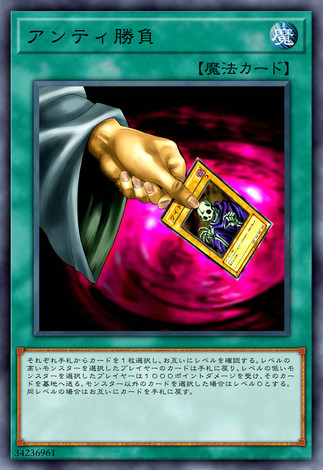 アンティ勝負
魔
【魔法カード】
それぞれ手札からカードを1枚選択し、お互いにレベルを確認する。レベルの
高いモンスターを選択したプレイヤーのカードは手札に戻り、レベルの低いモ
ンスターを選択したプレイヤーは1000ポイントダメージを受け、そのカー
ドを墓地へ送る。モンスター以外のカードを選択した場合はレベル0とする。
同レベルの場合はお互いにカードを手札に戻す。
34236961